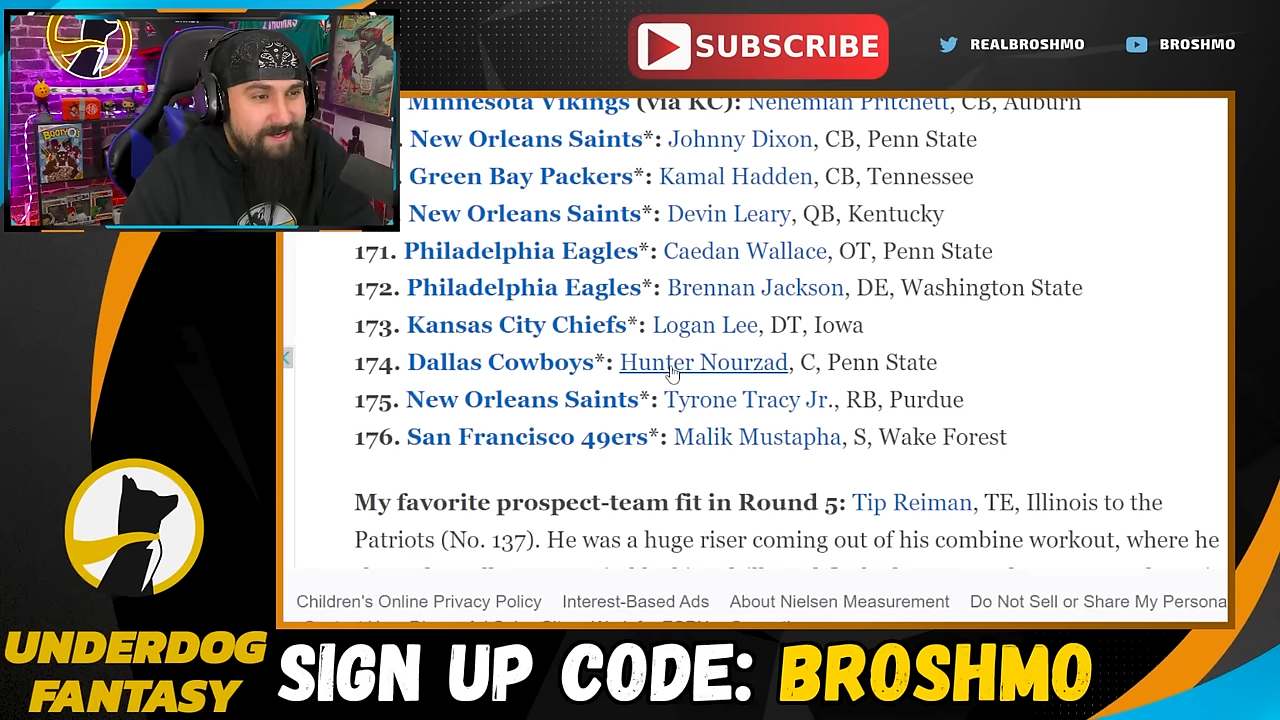 SUBSCRIBE
REALBROSHMO
BROSHMO
Minnesota Vikings (via KC): Nehemiah Pritchett, CB, Auburn
New Orleans Saints*: Johnny Dixon, CB, Penn State
Green Bay Packers*: Kamal Hadden, CB, Tennessee
New Orleans Saints*: Devin Leary, QB, Kentucky
171. Philadelphia Eagles*: Caedan Wallace, OT, Penn State
172. Philadelphia Eagles*: Brennan Jackson, DE, Washington State
173. Kansas City Chiefs*: Logan Lee, DT, Iowa
174. Dallas Cowboys*: Hunter Nourzad, C, Penn State
175. New Orleans Saints*: Tyrone Tracy Jr., RB, Purdue
176. San Francisco 49ers*: Malik Mustapha, S, Wake Forest
My favorite prospect-team fit in Round 5: Tip Reiman, TE, Illinois to the
Patriots (No. 137). He was a huge riser coming out of his combine workout, where he
Children's Online Privacy Policy Interest-Based Ads About Nielsen Measurement Do Not Sell or Share My Persona
UNDERDOG
FANTASY
SIGN UP CODE: BROSHMO